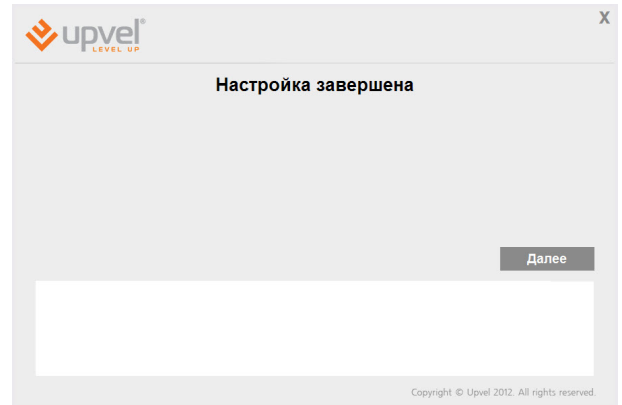 X
upvel®
LEVEL UP
Настройка завершена
Далее
Copyright © Upvel 2012. All rights reserved.